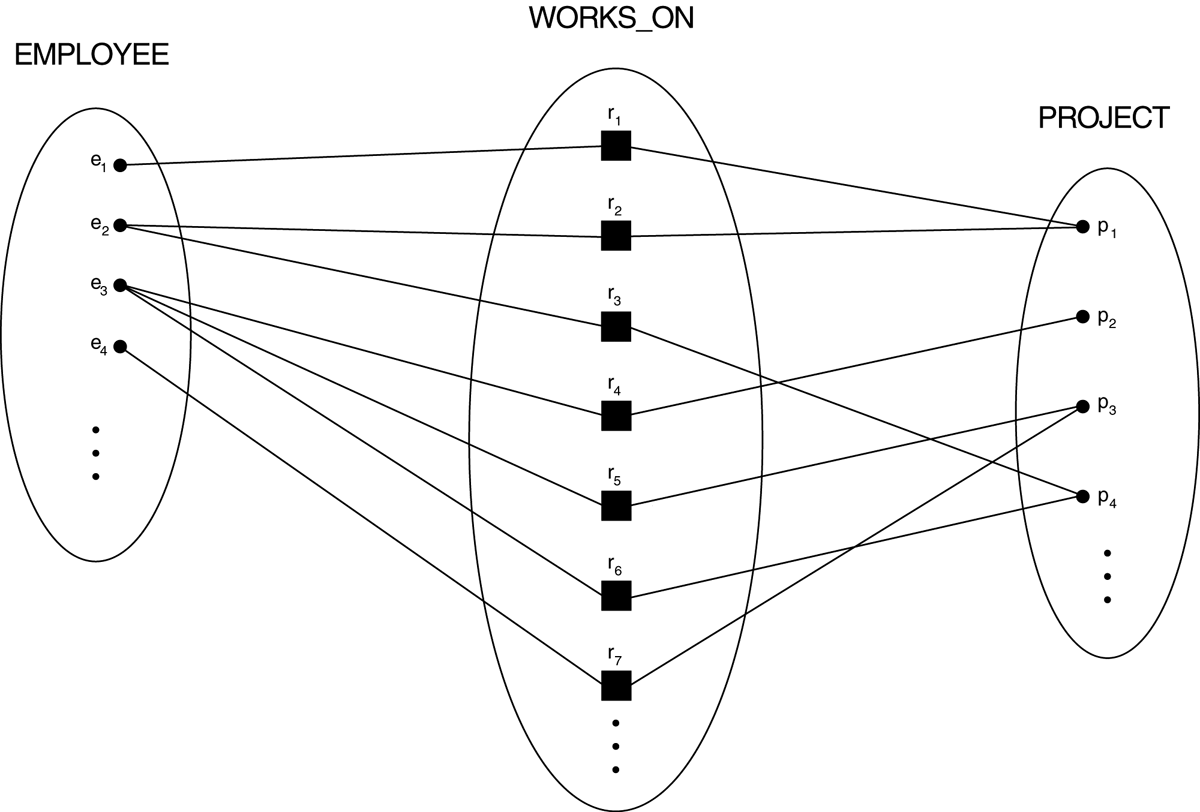 WORKS_ON
EMPLOYEE
PROJECT
e1
e2
e3
e4
r1
r2
r3
r4
r5
r6
r7
p1
p2
p3
p4